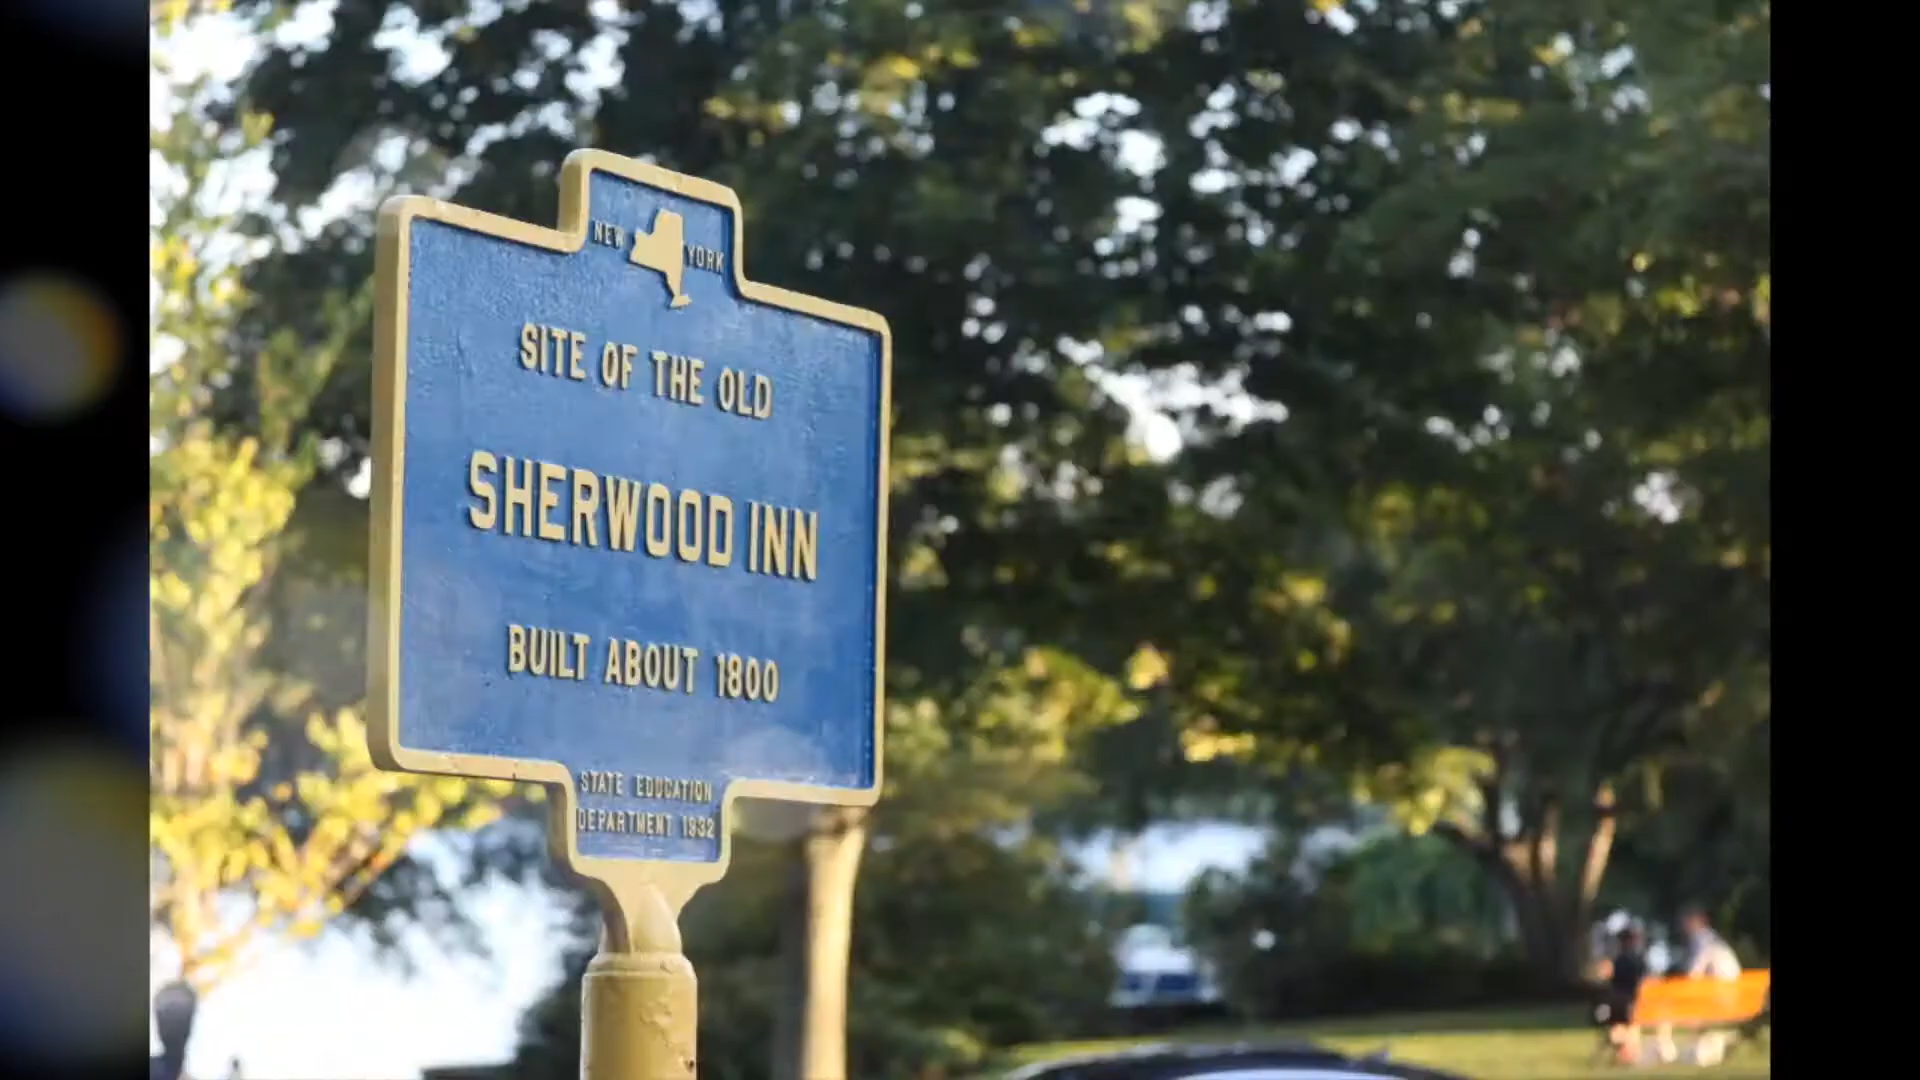 NEW YORK
SITE OF THE OLD
SHERWOOD INN
BUILT ABOUT 1800
STATE EDUCATION
DEPARTMENT 1932